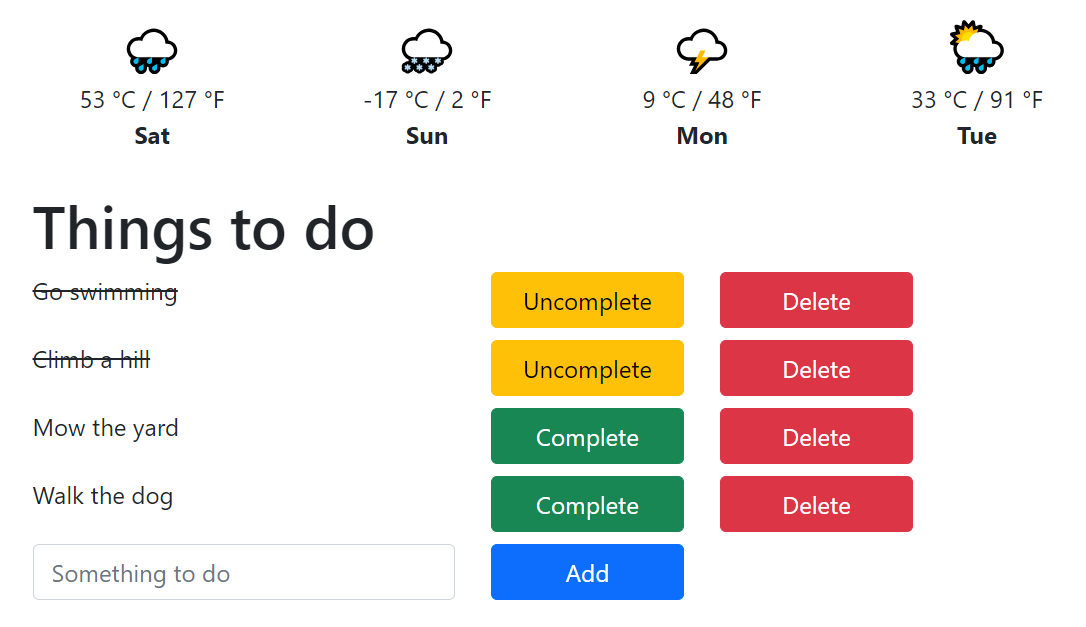 53 °C / 127 °F -17 °C / 2 °F 9 °C / 48 °F 33 °C / 91 °F
Sat Sun Mon Tue
Things to do
Go swimming Uncomplete Delete
Climb a hill Uncomplete Delete
Mow the yard Complete Delete
Walk the dog Complete Delete
Something to do Add